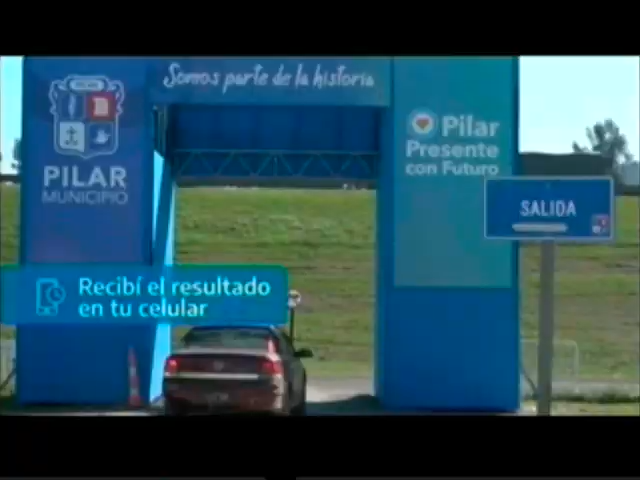 Somos parte de la historia
PILAR
MUNICIPIO
Pilar
Presente
con Futuro
SALIDA
Recibí el resultado
en tu celular